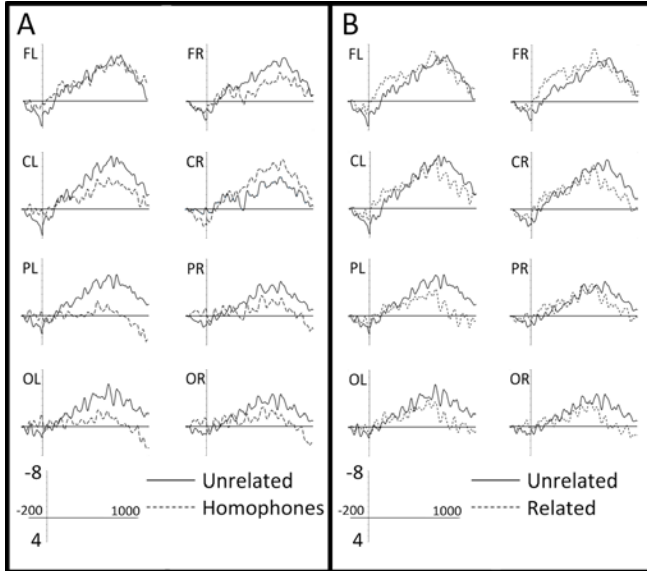 A
FL FR
CL CR
PL PR
OL OR
-8
-200 1000
4
Unrelated
Homophones
B
FL FR
CL CR
PL PR
OL OR
-8
-200 1000
4
Unrelated
Related